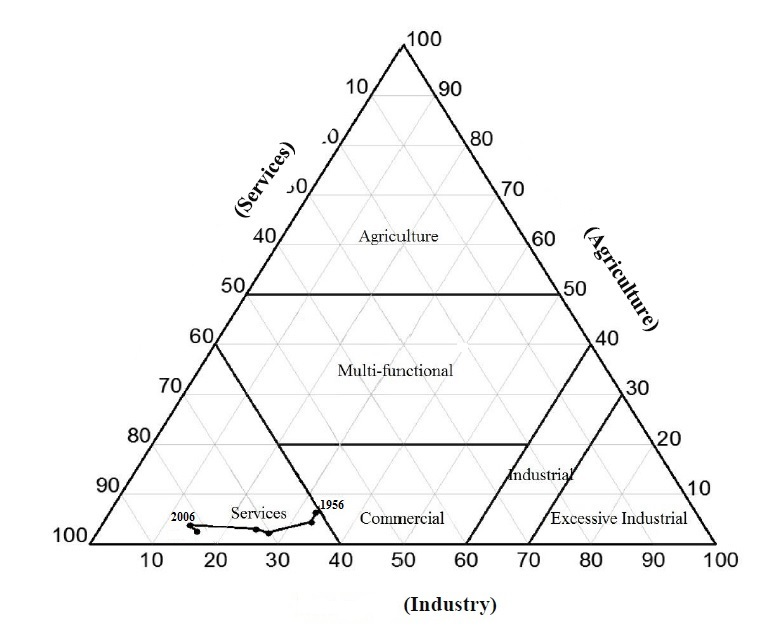 100
10 90
80
(Services) 70
40 Agriculture 60
(Agriculture)
50 50
60 40
Multi-functional
70 30
80 20
Industrial
90 10
2006 Services 1956
Commercial Excessive Industrial
100
10 20 30 40 50 60 70 80 90 100
(Industry)